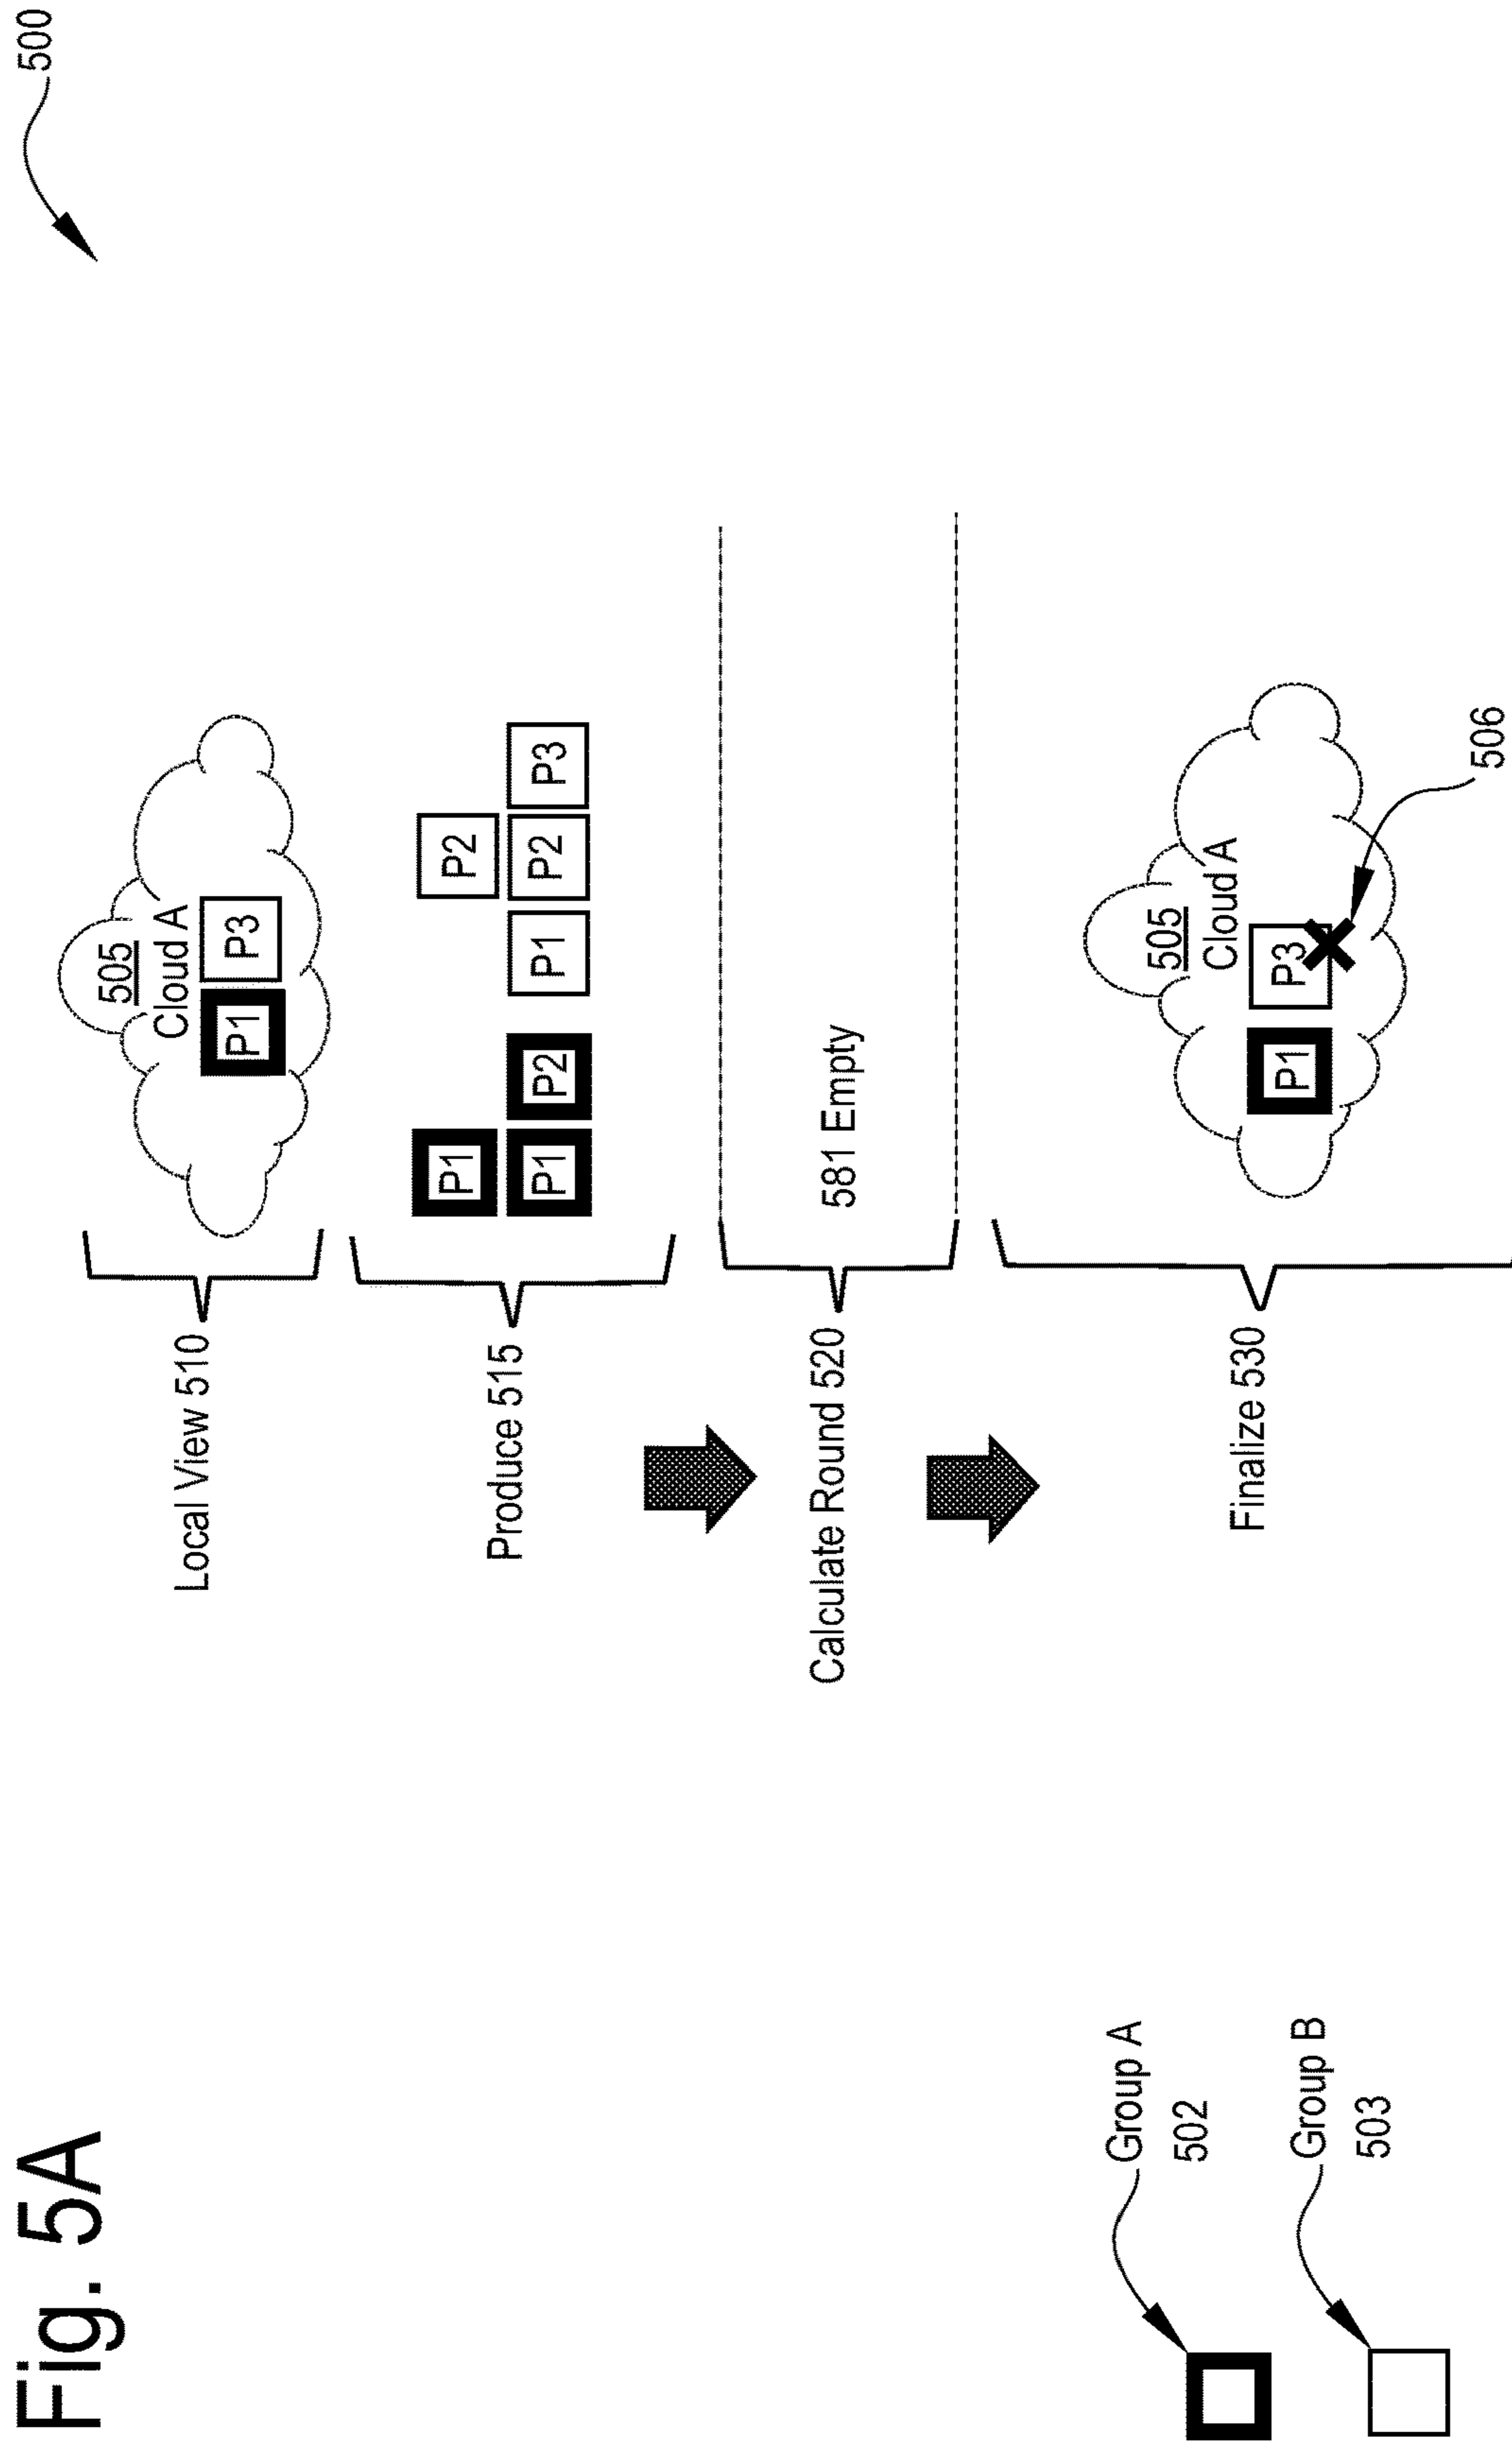 Fig. 5A
500
Local View 510
505
Cloud A
P1
P3
Produce 515
P1
P2
P1
P2
P1
P2
P3
Calculate Round 520
581 Empty
Finalize 530
505
Cloud A
P1
P3
506
Group A
502
Group B
503